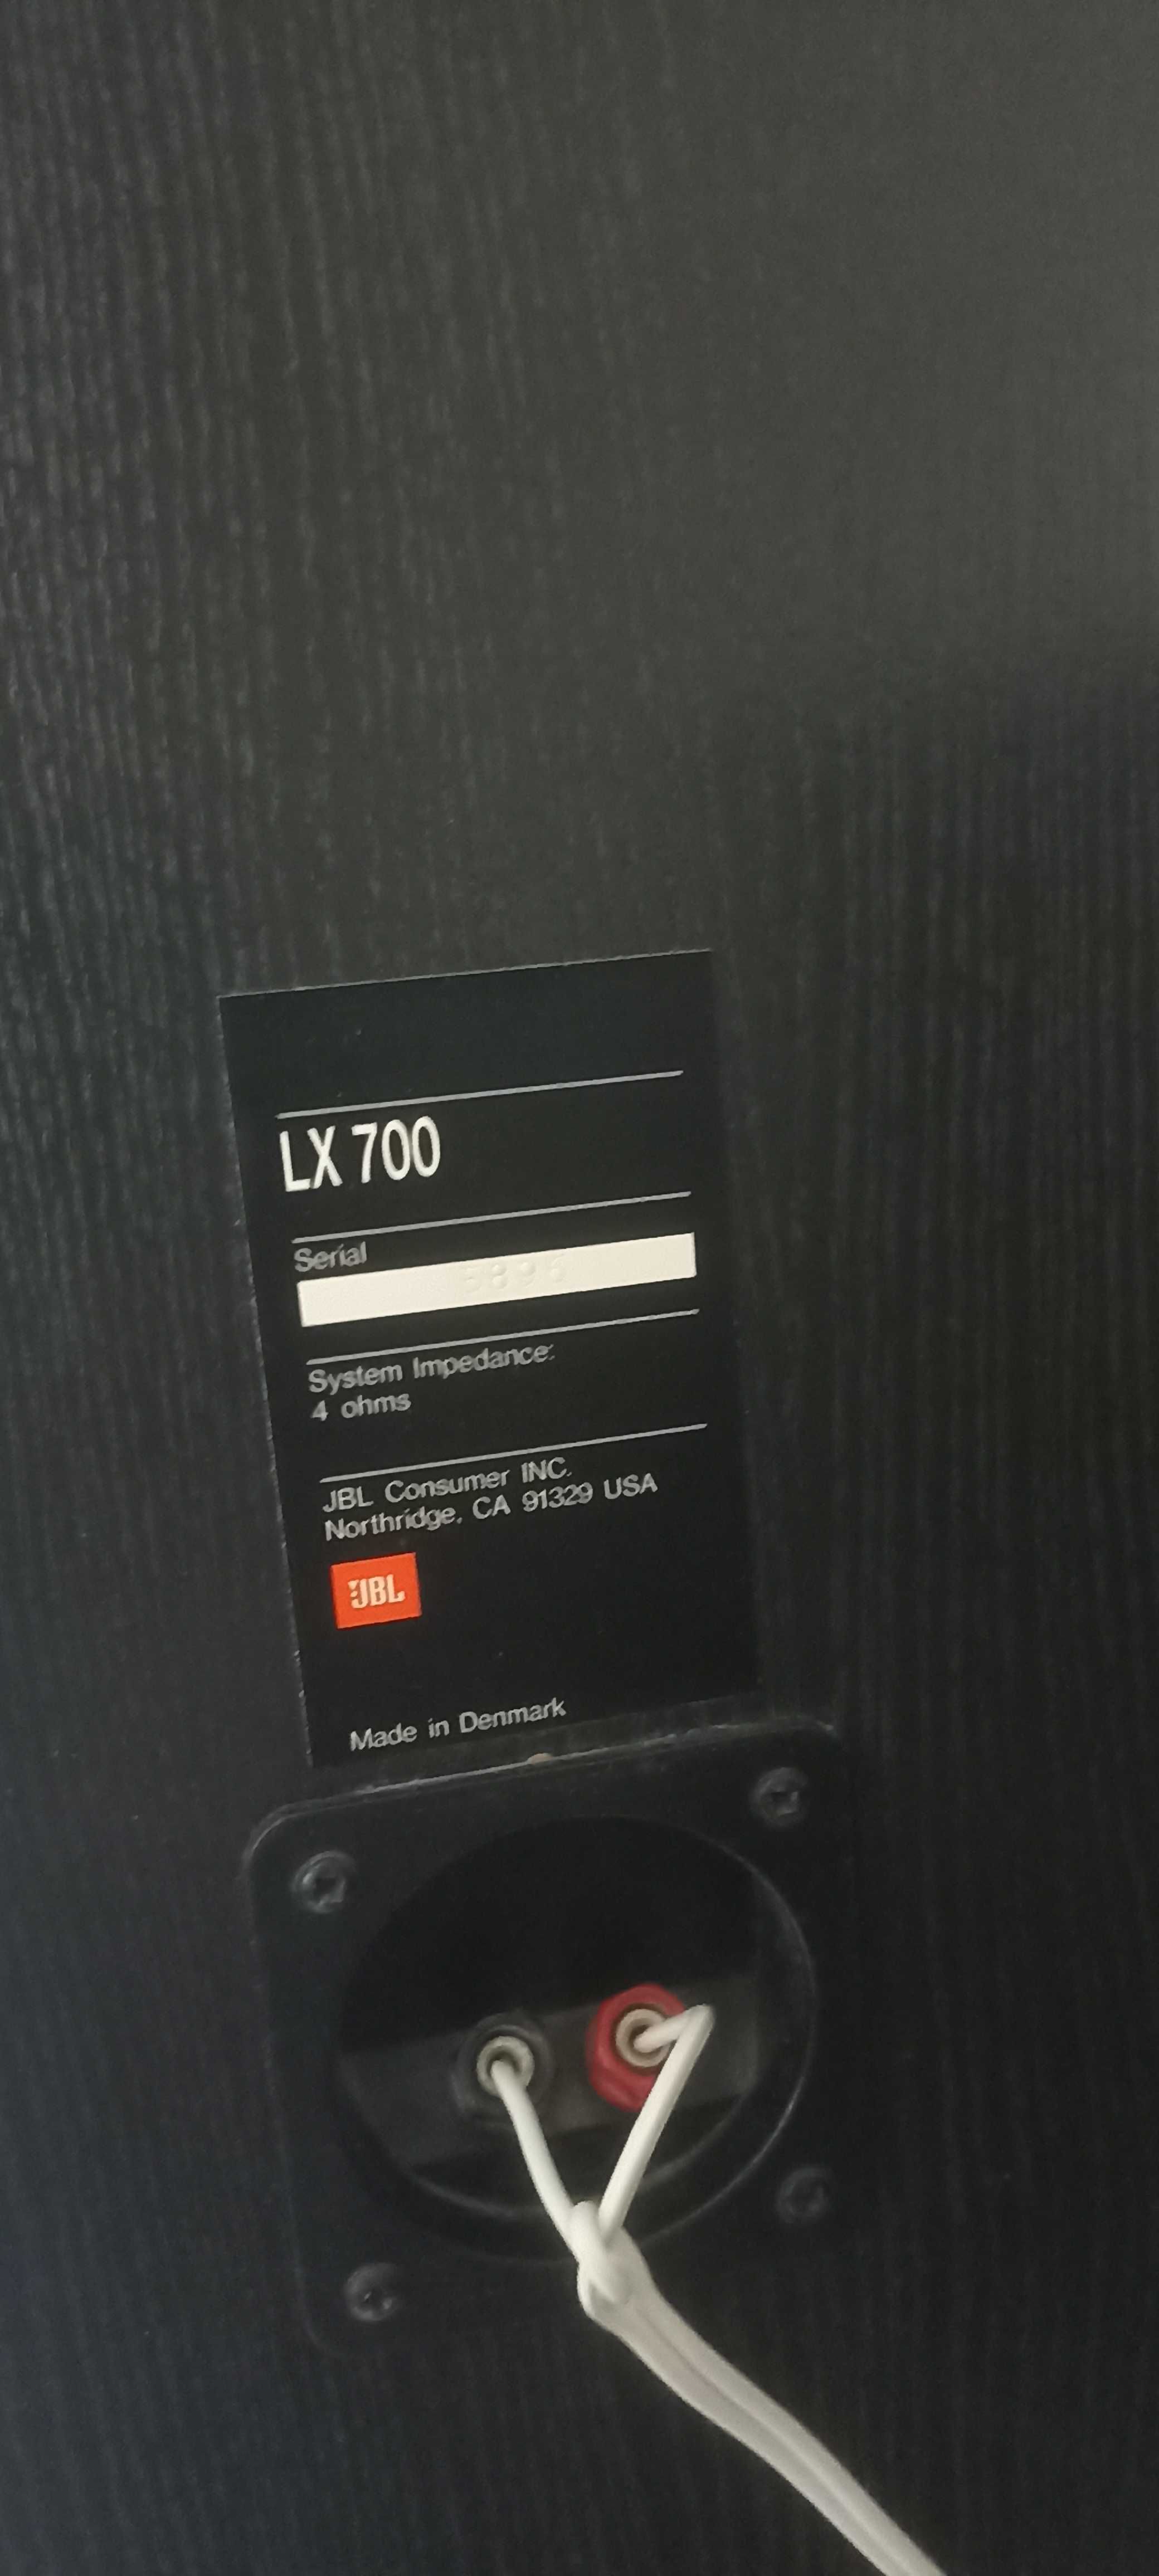 LX 700
Serial
System Impedance:
4 ohms
JBL Consumer INC.
Northridge, CA 91329 USA
JBL
Made in Denmark